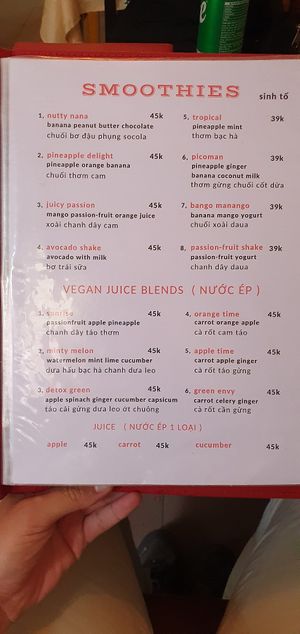 SMOOTHIES sinh tố
1, nutty nana 45k
banana peanut butter chocolate
chuối bơ đậu phụng socola
2, pineapple delight 45k
pineapple orange banana
chuối thơm cam
3, juicy passion 45k
mango passion-fruit orange juice
xoài chanh dây cam
4, avocado shake 45k
avocado with milk
bơ trái sữa
5, tropical 39k
pineapple mint
thơm bạc hà
6, picoman 39k
pineapple ginger
banana coconut milk
thơm gừng chuối cốt dừa
7, bango manango 39k
banana mango yogurt
chuối xoài daua
8, passion-fruit shake 39k
passion-fruit yogurt
chanh dây daua
VEGAN JUICE BLENDS ( NƯỚC ÉP )
1, sunrise 45k
passionfruit apple pineapple
chanh dây táo thơm
2, minty melon 45k
watermelon mint lime cucumber
dưa hấu bạc hà chanh dưa leo
3, detox green 45k
apple spinach ginger cucumber capsicum
táo cải gừng dưa leo ớt chuông
4, orange time 45k
carrot orange apple
cà rốt cam táo
5, apple time 45k
carrot apple ginger
cà rốt táo gừng
6, green envy 45k
carrot celery ginger
cà rốt cần gừng
JUICE ( NƯỚC ÉP 1 LOẠI )
apple 45k carrot 45k cucumber 45k